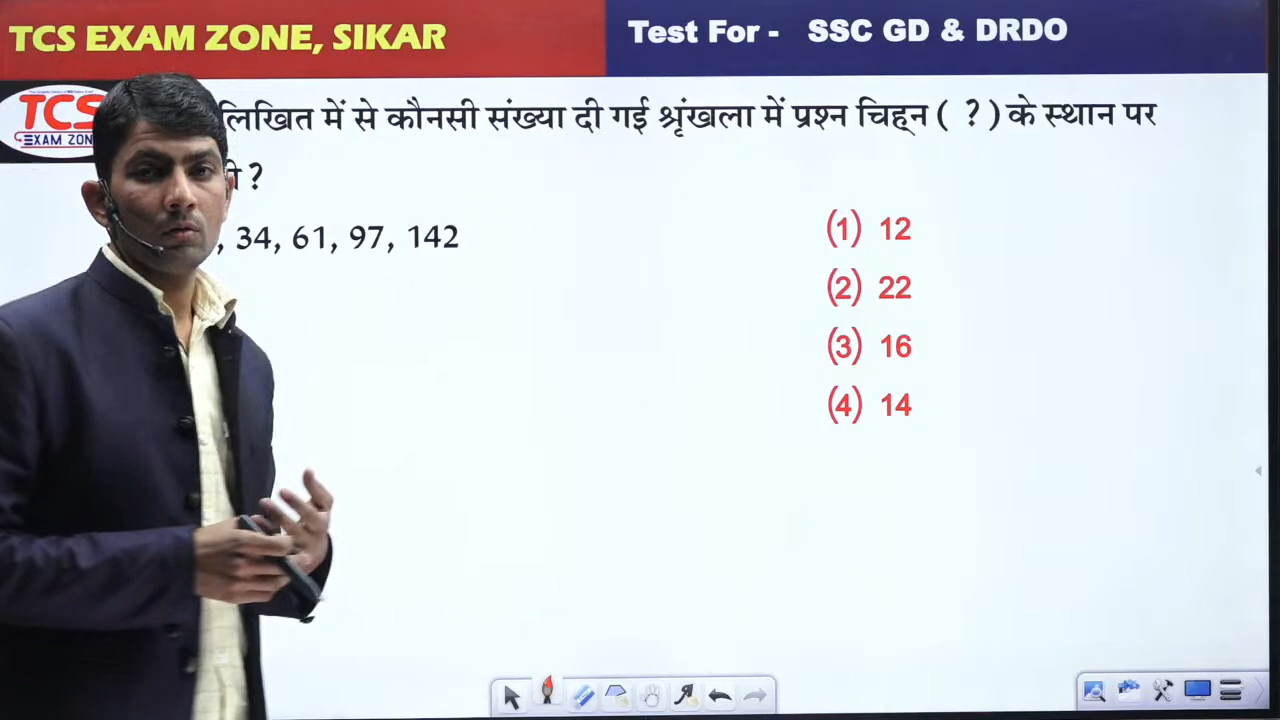 TCS EXAM ZONE, SIKAR
Test For - SSC GD & DRDO
TCS
EXAM ZON
लिखित में से कौनसी संख्या दी गई श्रृंखला में प्रश्न चिह्न ( ? ) के स्थान पर
?
, 34, 61, 97, 142
(1) 12
(2) 22
(3) 16
(4) 14